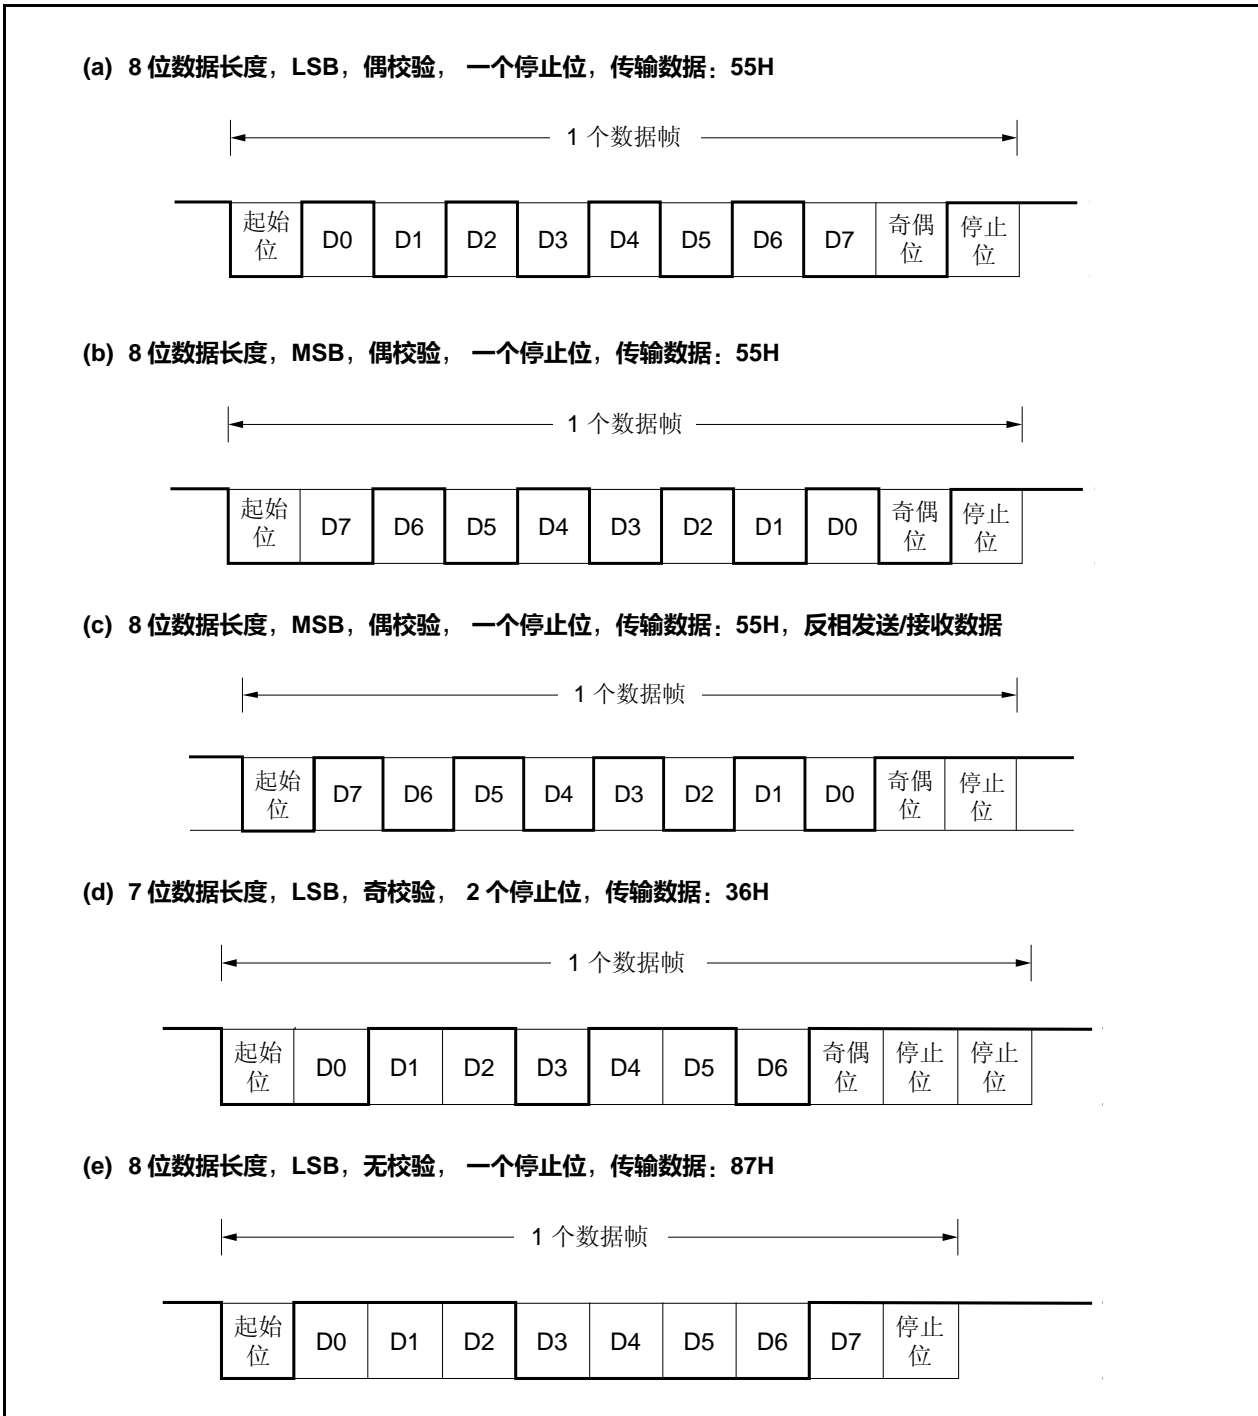 (a) 8 位数据长度，LSB，偶校验， 一个停止位，传输数据：55H
1 个数据帧
起始位 D0 D1 D2 D3 D4 D5 D6 D7 奇偶位 停止位
(b) 8 位数据长度，MSB，偶校验， 一个停止位，传输数据：55H
1 个数据帧
起始位 D7 D6 D5 D4 D3 D2 D1 D0 奇偶位 停止位
(c) 8 位数据长度，MSB，偶校验， 一个停止位，传输数据：55H，反相发送/接收数据
1 个数据帧
起始位 D7 D6 D5 D4 D3 D2 D1 D0 奇偶位 停止位
(d) 7 位数据长度，LSB，奇校验， 2 个停止位，传输数据：36H
1 个数据帧
起始位 D0 D1 D2 D3 D4 D5 D6 奇偶位 停止位 停止位
(e) 8 位数据长度，LSB，无校验， 一个停止位，传输数据：87H
1 个数据帧
起始位 D0 D1 D2 D3 D4 D5 D6 D7 停止位